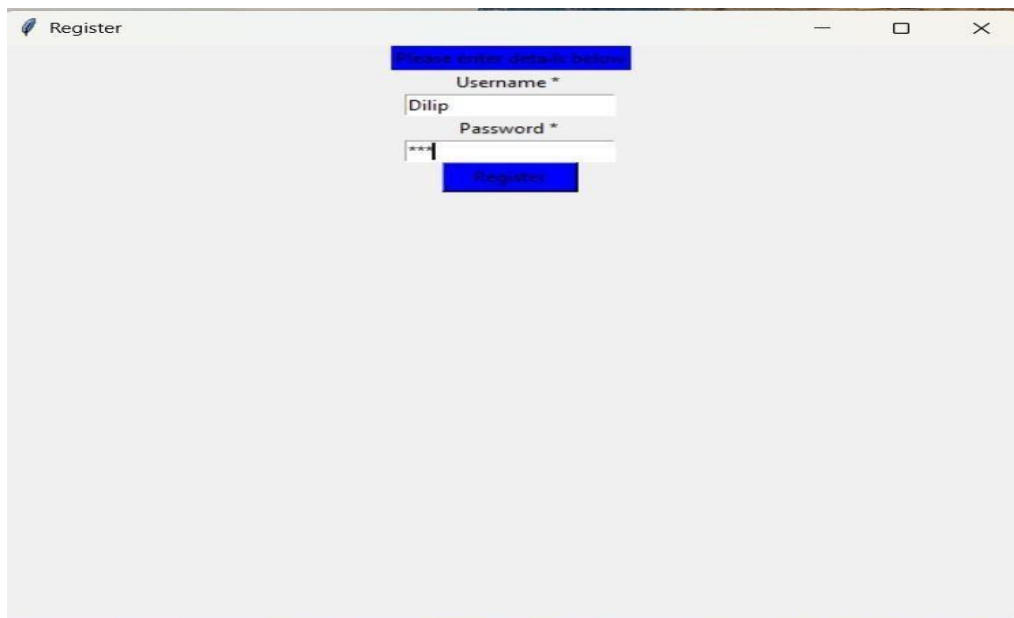 Register
Please enter details below
Username *
Dilip
Password *
***
Register